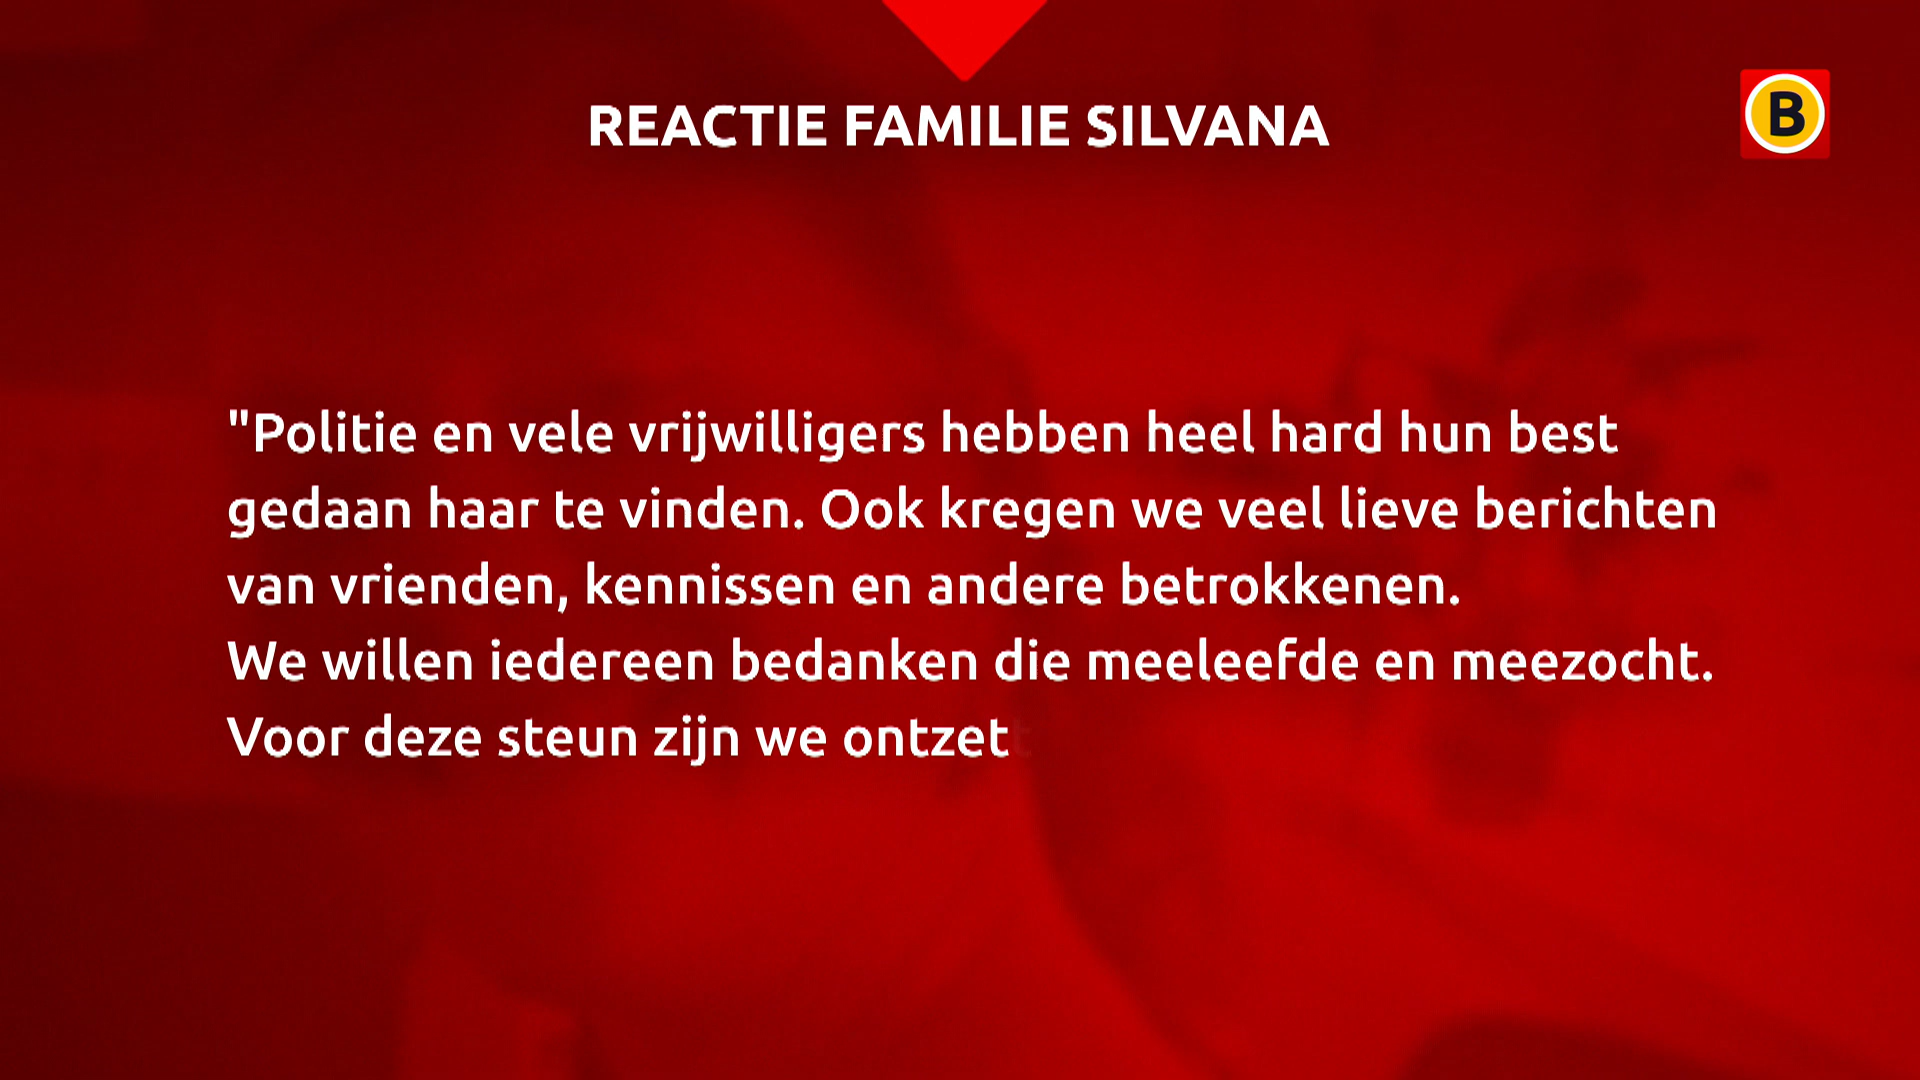 REACTIE FAMILIE SILVANA
B
"Politie en vele vrijwilligers hebben heel hard hun best
gedaan haar te vinden. Ook kregen we veel lieve berichten
van vrienden, kennissen en andere betrokkenen.
We willen iedereen bedanken die meeleefde en meezocht.
Voor deze steun zijn we ontzett